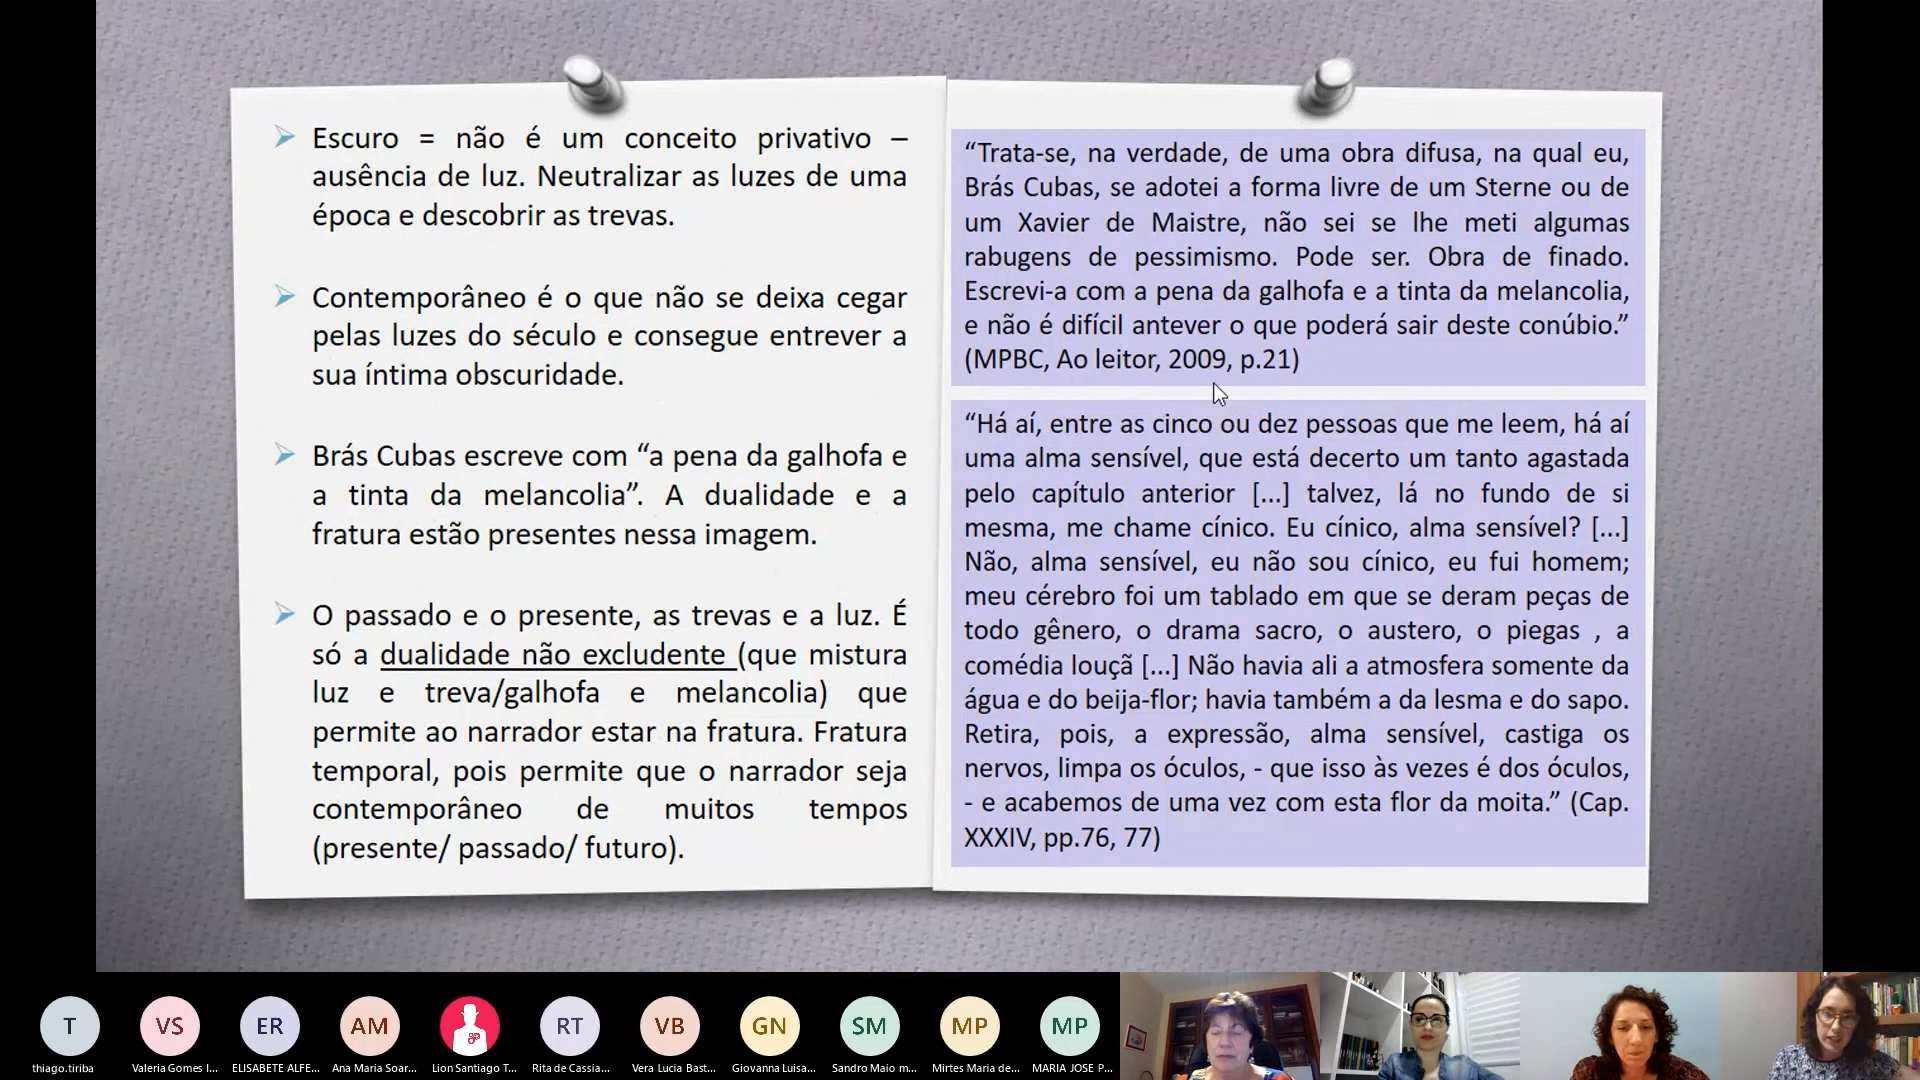 Escuro = não é um conceito privativo –
ausência de luz. Neutralizar as luzes de uma
época e descobrir as trevas.
Contemporâneo é o que não se deixa cegar
pelas luzes do século e consegue entrever a
sua íntima obscuridade.
Brás Cubas escreve com “a pena da galhofa e
a tinta da melancolia”. A dualidade e a
fratura estão presentes nessa imagem.
O passado e o presente, as trevas e a luz. É
só a dualidade não excludente (que mistura
luz e treva/galhofa e melancolia) que
permite ao narrador estar na fratura. Fratura
temporal, pois permite que o narrador seja
contemporâneo de muitos tempos
(presente/ passado/ futuro).
“Trata-se, na verdade, de uma obra difusa, na qual eu,
Brás Cubas, se adotei a forma livre de um Sterne ou de
um Xavier de Maistre, não sei se lhe meti algumas
rabugens de pessimismo. Pode ser. Obra de finado.
Escrevi-a com a pena da galhofa e a tinta da melancolia,
e não é difícil antever o que poderá sair deste conúbio.”
(MPBC, Ao leitor, 2009, p.21)
“Há aí, entre as cinco ou dez pessoas que me leem, há aí
uma alma sensível, que está decerto um tanto agastada
pelo capítulo anterior [...] talvez, lá no fundo de si
mesma, me chame cínico. Eu cínico, alma sensível? [...]
Não, alma sensível, eu não sou cínico, eu fui homem;
meu cérebro foi um tablado em que se deram peças de
todo gênero, o drama sacro, o austero, o piegas , a
comédia louçã [...] Não havia ali a atmosfera somente da
água e do beija-flor; havia também a da lesma e do sapo.
Retira, pois, a expressão, alma sensível, castiga os
nervos, limpa os óculos, - que isso às vezes é dos óculos,
- e acabemos de uma vez com esta flor da moita.” (Cap.
XXXIV, pp.76, 77)
T VS ER AM RT VB GN SM MP MP
thiago.tiriba Valeria Gomes I... ELISABETE ALFE... Ana Maria Soar... Lion Santiago T... Rita de Cassia... Vera Lucia Bast... Giovanna Luisa... Sandro Maio m... Mirtes Maria de... MARIA JOSE P...